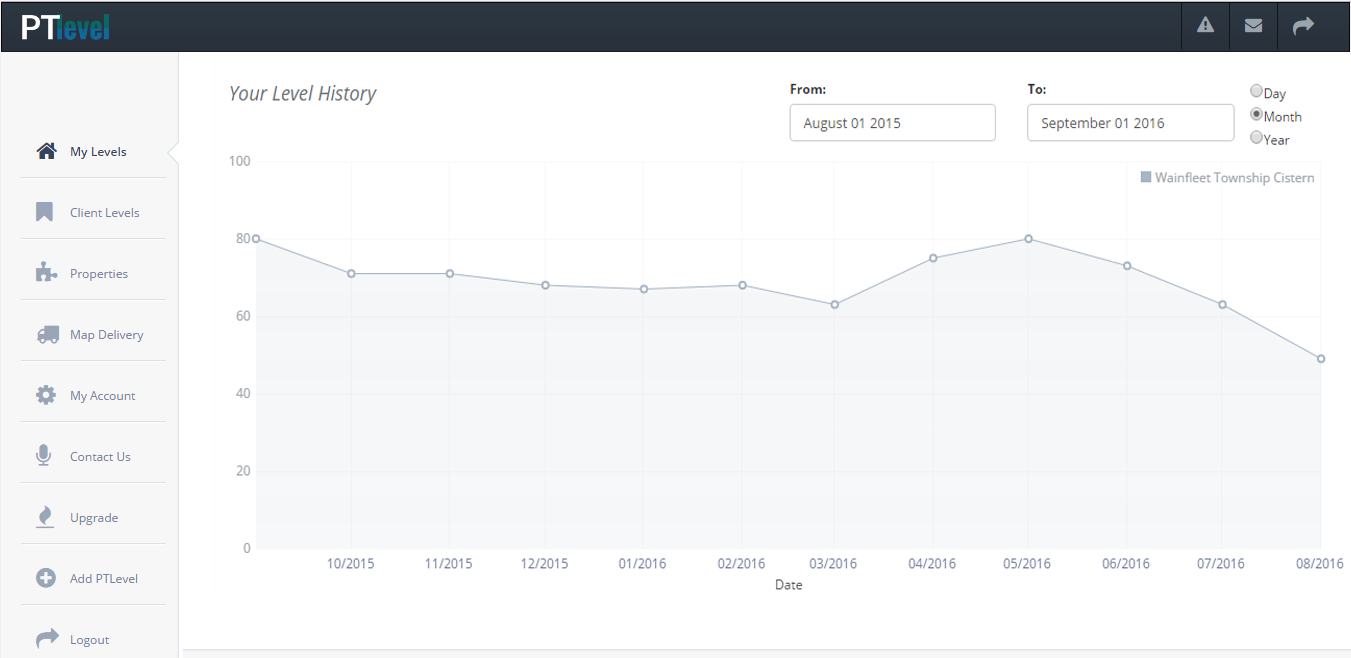 PTlevel
Your Level History
From:
To:
August 01 2015
September 01 2016
Day
Month
Year
My Levels
Client Levels
Properties
Map Delivery
My Account
Contact Us
Upgrade
Add PTLevel
Logout
Wainfleet Township Cistern
100
80
60
40
20
0
10/2015 11/2015 12/2015 01/2016 02/2016 03/2016 04/2016 05/2016 06/2016 07/2016 08/2016
Date